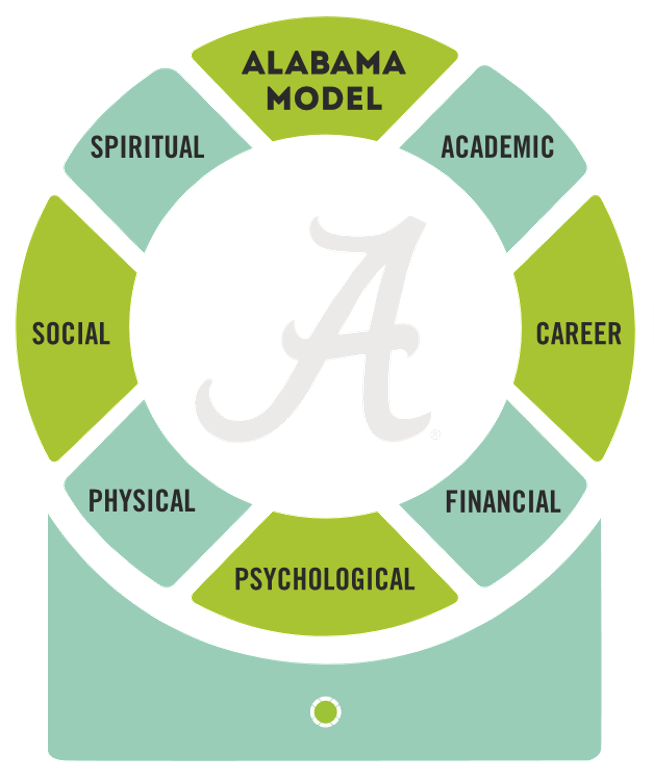 ALABAMA
MODEL
ACADEMIC
CAREER
FINANCIAL
PSYCHOLOGICAL
PHYSICAL
SOCIAL
SPIRITUAL
A
®